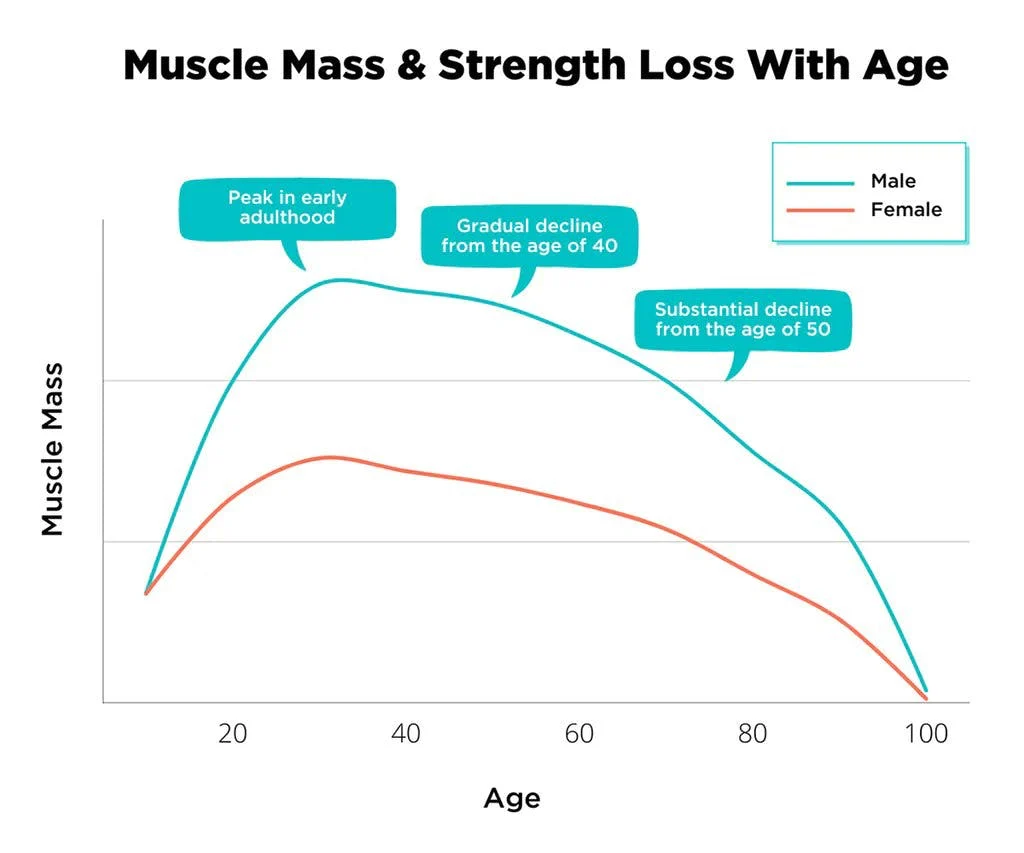 Muscle Mass & Strength Loss With Age
Male
Female
Peak in early
adulthood
Gradual decline
from the age of 40
Substantial decline
from the age of 50
Muscle Mass
20 40 60 80 100
Age